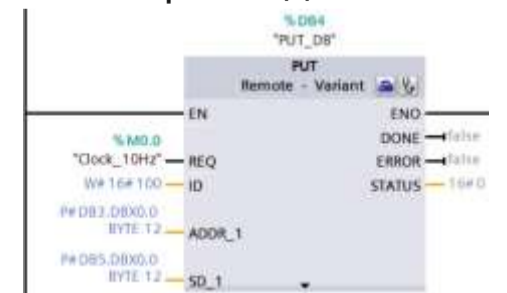 %DB4
"PUT_DB"
PUT
Remote - Variant
EN ENO
DONE false
%M0.0
"Clock_10Hz" REQ ERROR false
W#16#100 ID STATUS 16#0
P#DB3.DBX0.0
BYTE 12 ADDR_1
P#DB5.DBX0.0
BYTE 12 SD_1